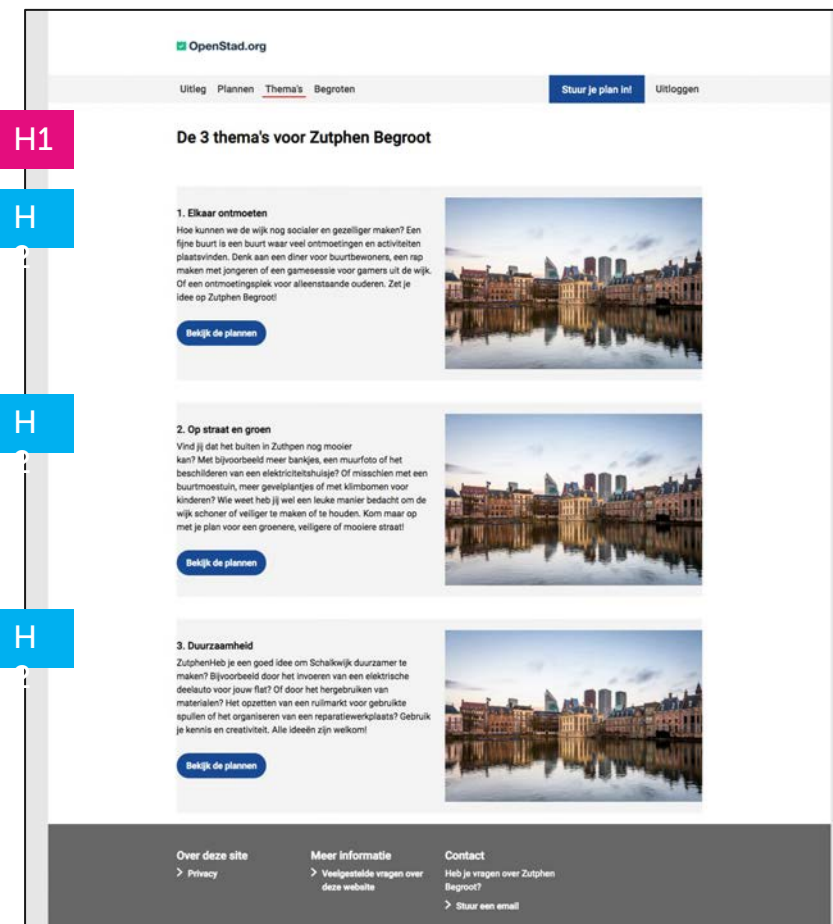 OpenStad.org
Uitleg Plannen Thema's Begroten Stuur je plan in! Uitloggen
H1
De 3 thema's voor Zutphen Begroot
H
2
1. Elkaar ontmoeten
Hoe kunnen we de wijk nog socialer en gezelliger maken? Een
fijne buurt is een buurt waar veel ontmoetingen en activiteiten
plaatsvinden. Denk aan een diner voor buurtbewoners, een rap
maken met jongeren of een gamesessie voor gamers uit de wijk.
Of een ontmoetingsplek voor alleenstaande ouderen. Zet je
idee op Zutphen Begroot!
Bekijk de plannen
H
2
2. Op straat en groen
Vind jij dat het buiten in Zuthpen nog mooier
kan? Met bijvoorbeeld meer bankjes, een muurfoto of het
beschilderen van een elektriciteitshuisje? Of misschien met een
buurtmoestuin, meer gevelplantjes of met klimbomen voor
kinderen? Wie weet heb jij wel een leuke manier bedacht om de
wijk schoner of veiliger te maken of te houden. Kom maar op
met je plan voor een groenere, veiligere of mooiere straat!
Bekijk de plannen
H
2
3. Duurzaamheid
ZutphenHeb je een goed idee om Schalkwijk duurzamer te
maken? Bijvoorbeeld door het invoeren van een elektrische
deelauto voor jouw flat? Of door het hergebruiken van
materialen? Het opzetten van een ruilmarkt voor gebruikte
spullen of het organiseren van een reparatiewerkplaats? Gebruik
je kennis en creativiteit. Alle ideeën zijn welkom!
Bekijk de plannen
Over deze site
> Privacy
Meer informatie
> Veelgestelde vragen over
deze website
Contact
Heb je vragen over Zutphen
Begroot?
> Stuur een email